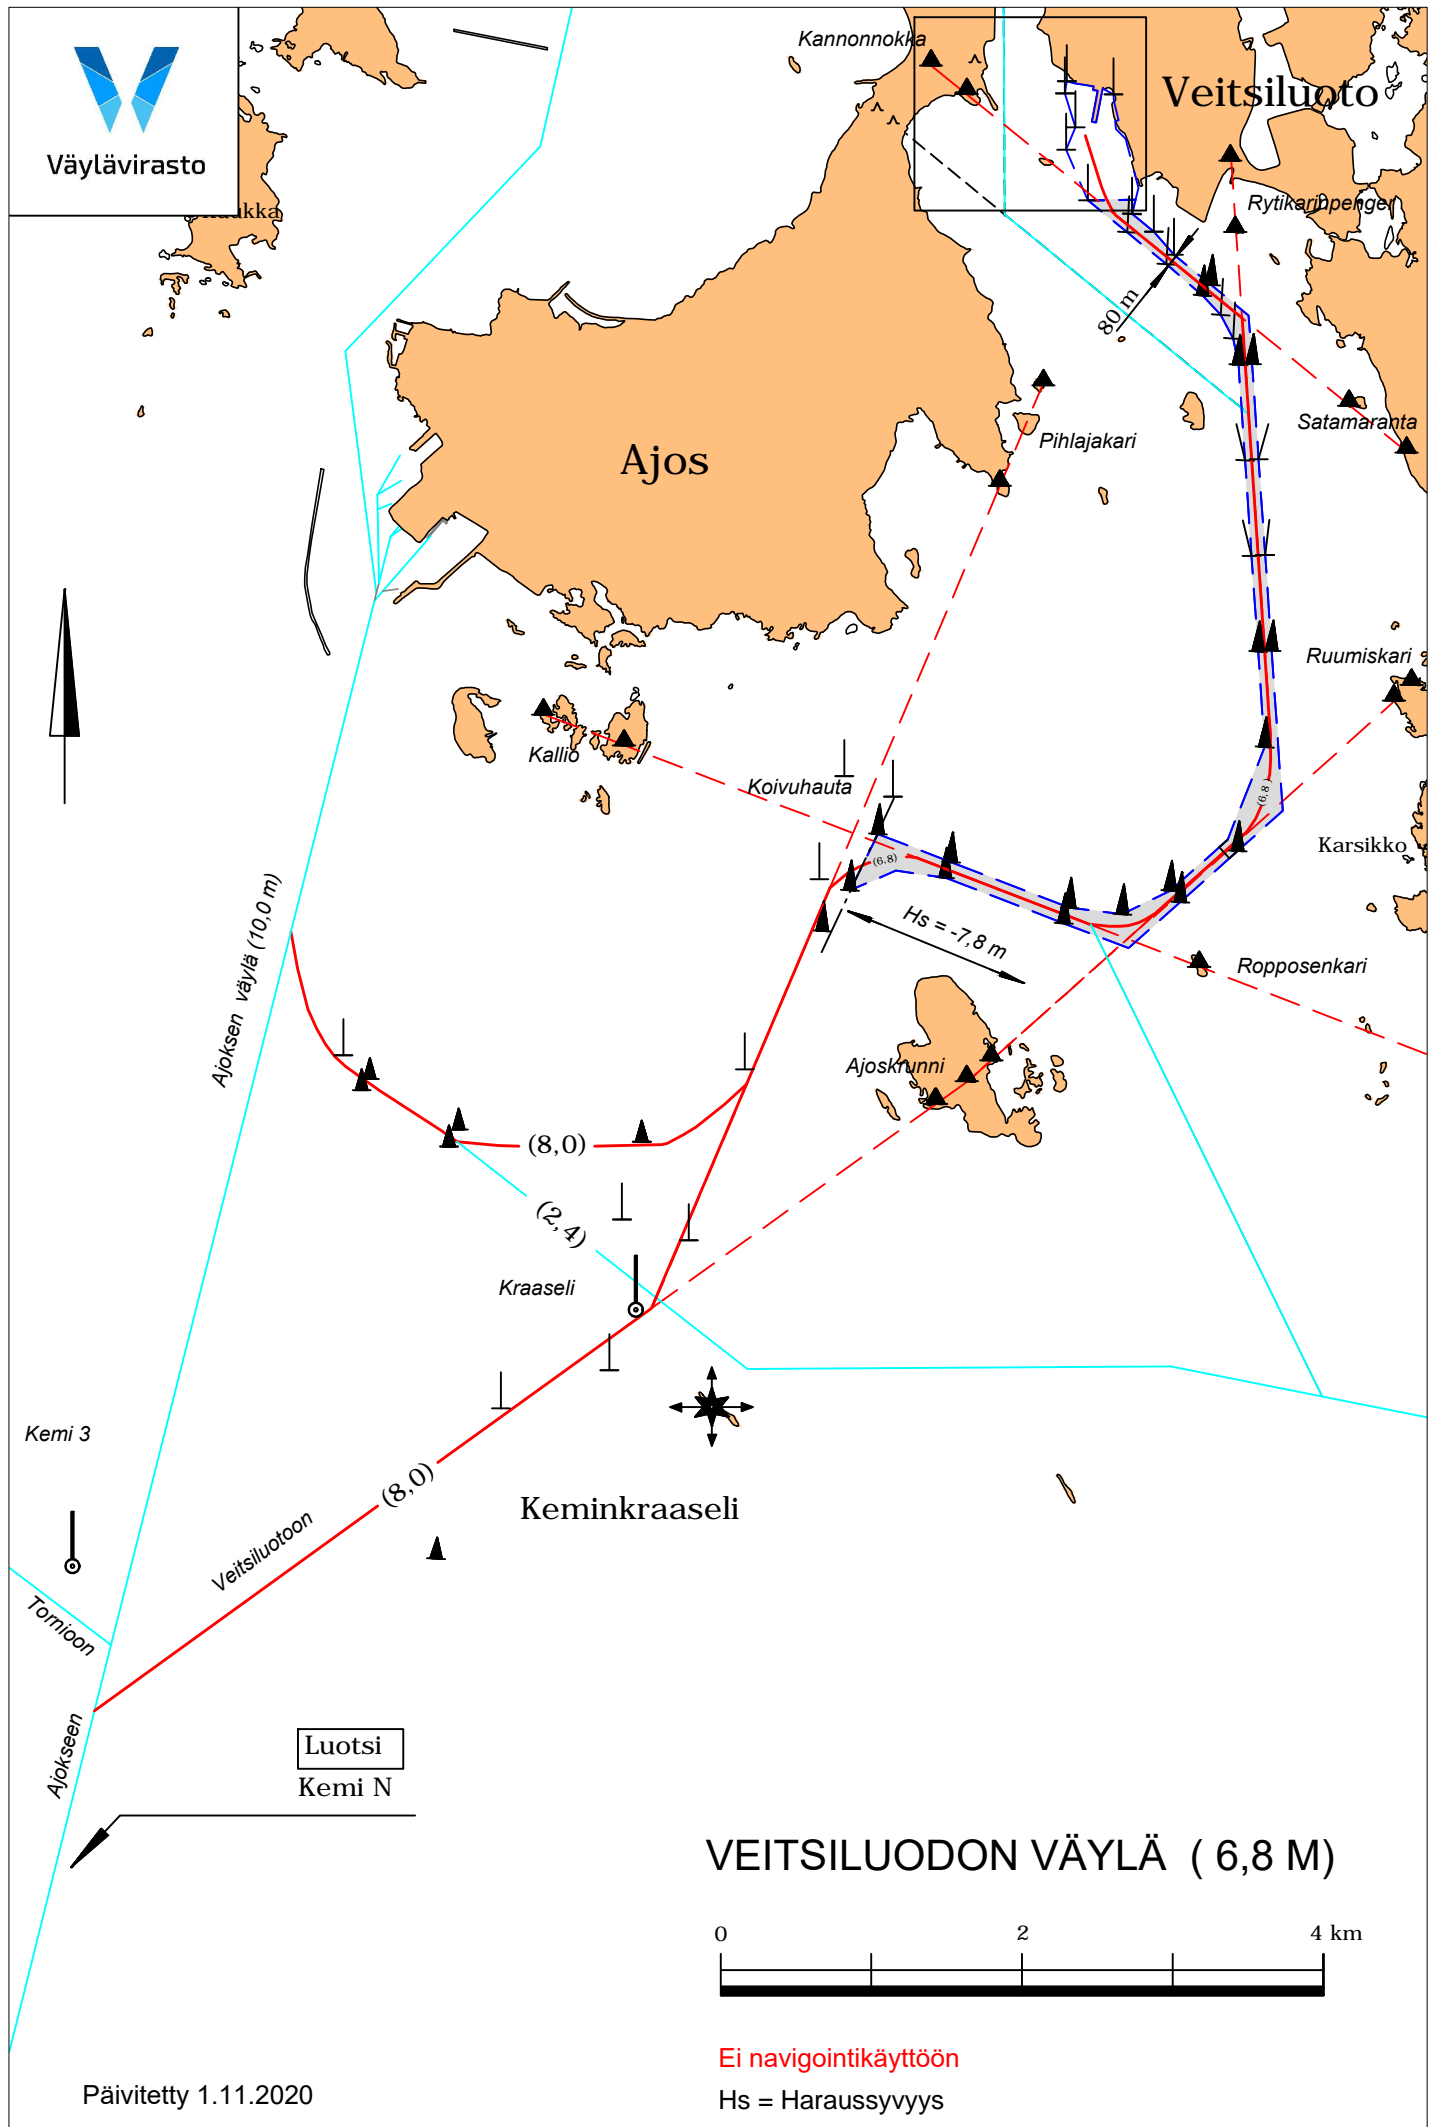 Väylävirasto
Kannonnokka
Veitsiluoto
Rytikarinpenger
80 m
Satamaranta
Pihlajakari
Ajos
Ruumiskari
Kallio
Koivuhauta
(6,8)
(6,8)
Karsikko
Ajoksen väylä (10,0 m)
Hs = -7,8 m
Ropposenkari
Ajoskrunni
(8,0)
(2,4)
Kraaseli
Kemi 3
(8,0)
Keminkraaseli
Veitsiluotoon
Tornioon
Ajokseen
Luotsi
Kemi N
VEITSILUODON VÄYLÄ ( 6,8 M)
0 2 4 km
Ei navigointikäyttöön
Päivitetty 1.11.2020
Hs = Haraussyvyys